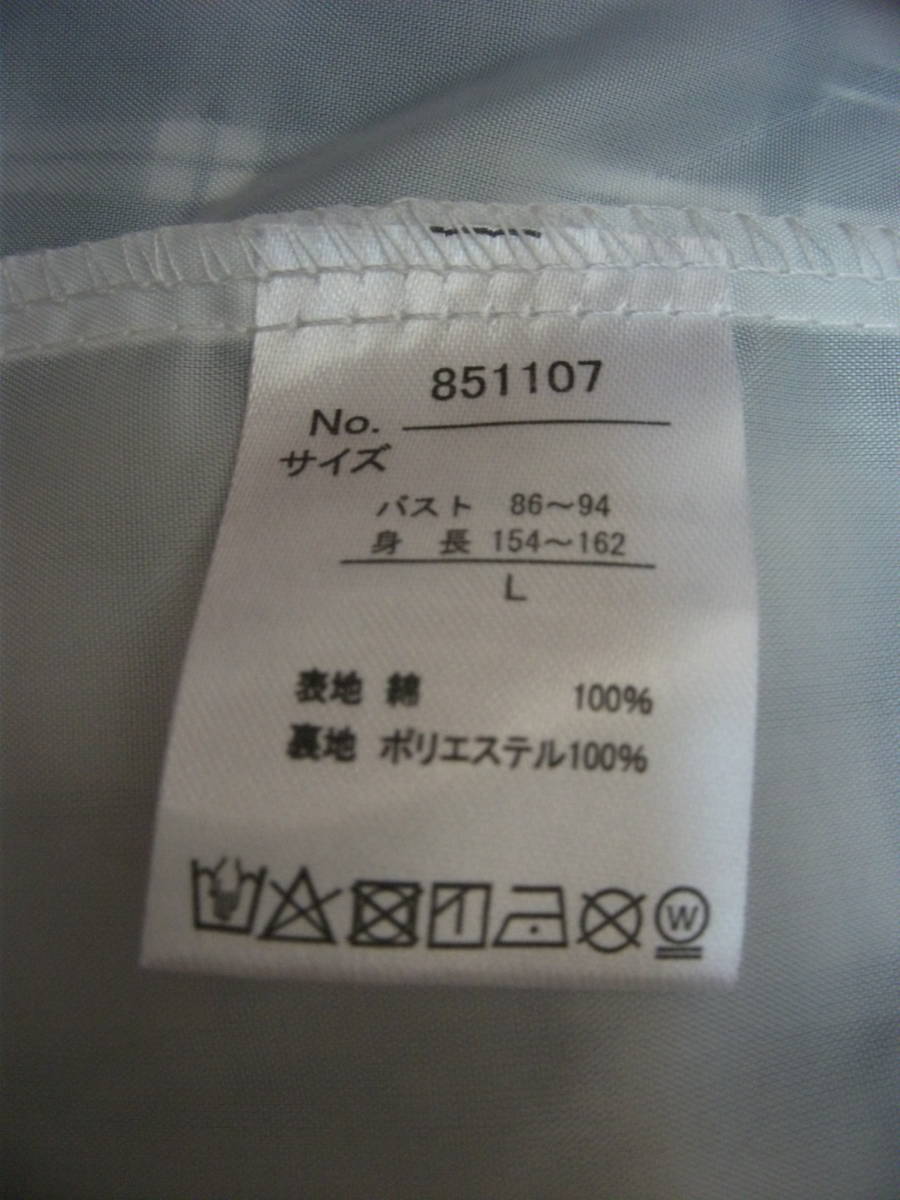 851107
No.
サイズ
バスト 86～94
身 長 154～162
L
表地 綿 100%
裏地 ポリエステル100%
W